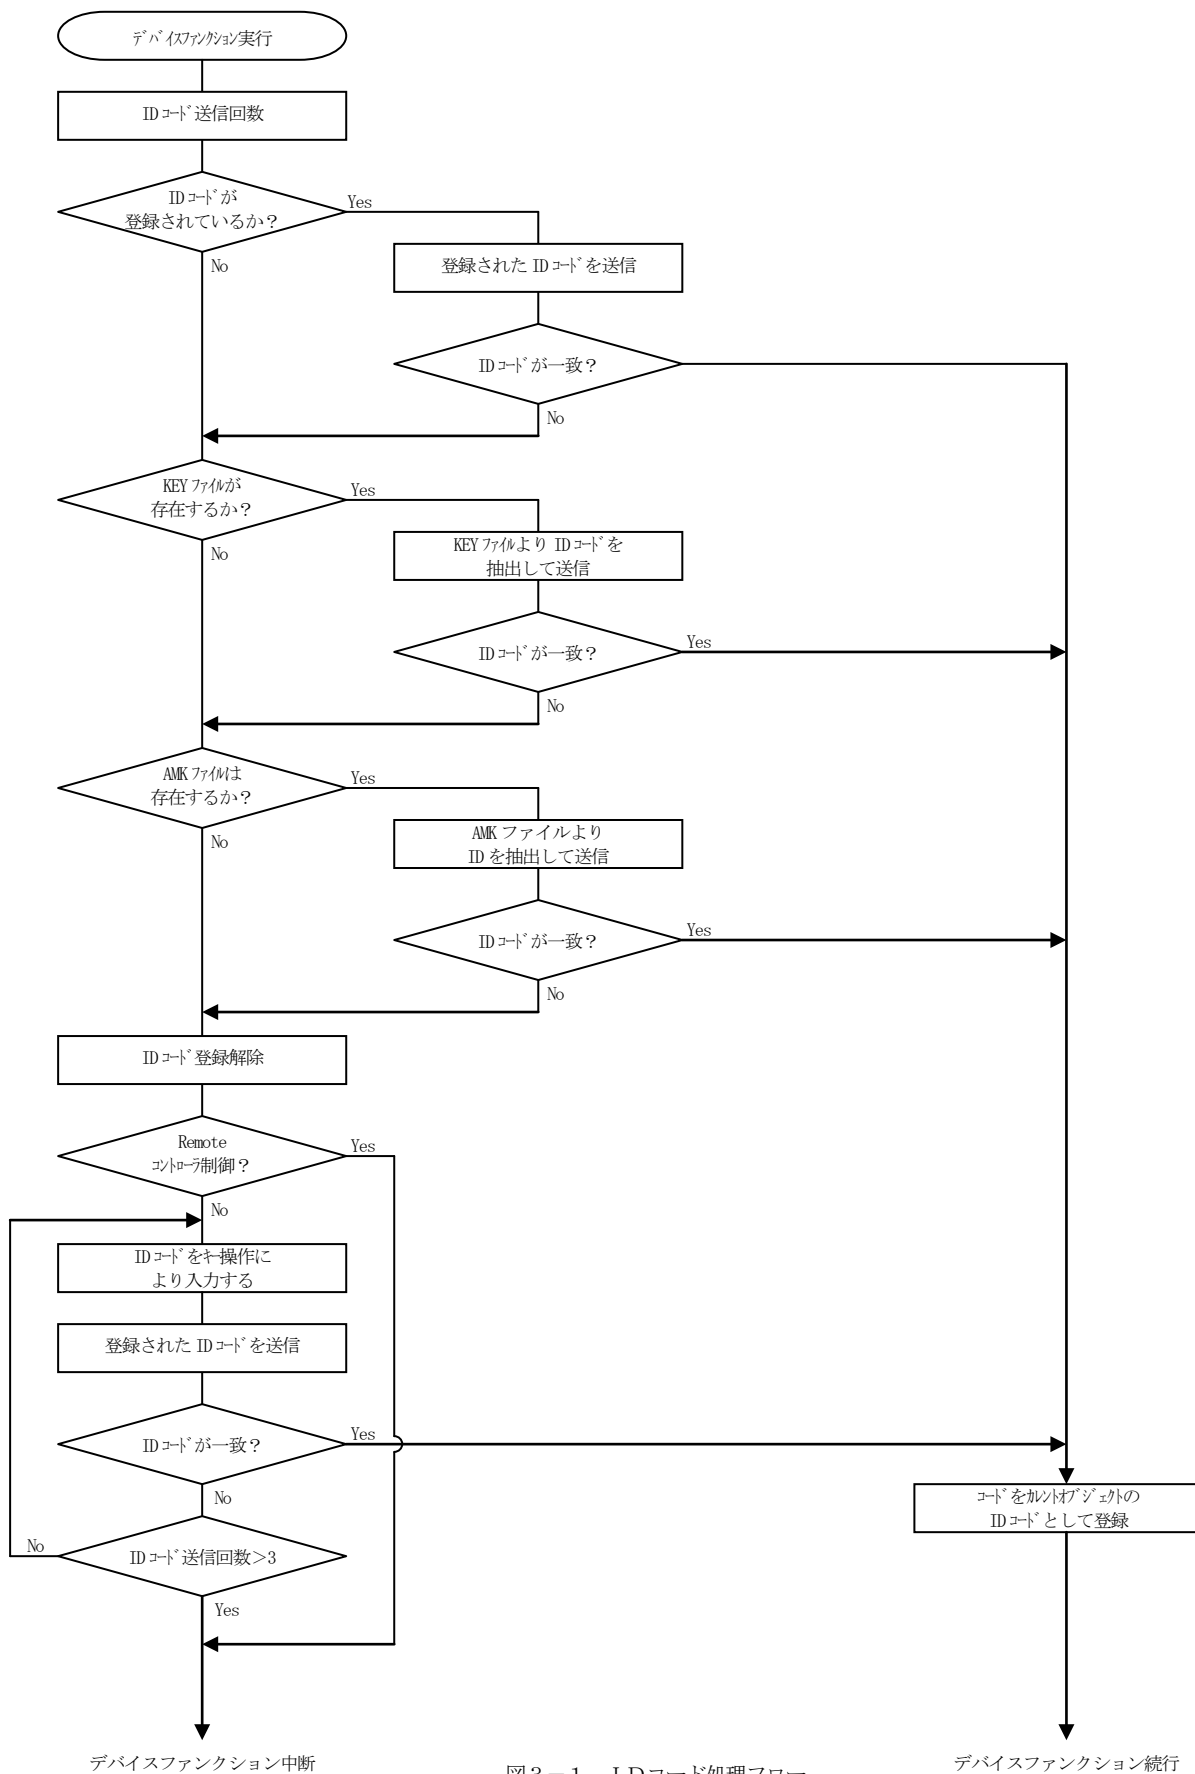 デバイスファンクション実行
IDコード送信回数
IDコードが
登録されているか？
Yes
No
登録された IDコードを送信
IDコードが一致？
No
KEYファイルが
存在するか？
Yes
No
KEYファイルより IDコードを
抽出して送信
IDコードが一致？
Yes
No
AMKファイルは
存在するか？
Yes
No
AMKファイルより
IDを抽出して送信
IDコードが一致？
Yes
No
IDコード登録解除
Remote
コントローラ制御？
Yes
No
IDコードをキー操作に
より入力する
登録された IDコードを送信
IDコードが一致？
Yes
No
コードをカレントオブジェクトの
IDコードとして登録
IDコード送信回数＞3
No
Yes
デバイスファンクション中断
図３－１　ＩＤコード処理フロー
デバイスファンクション続行